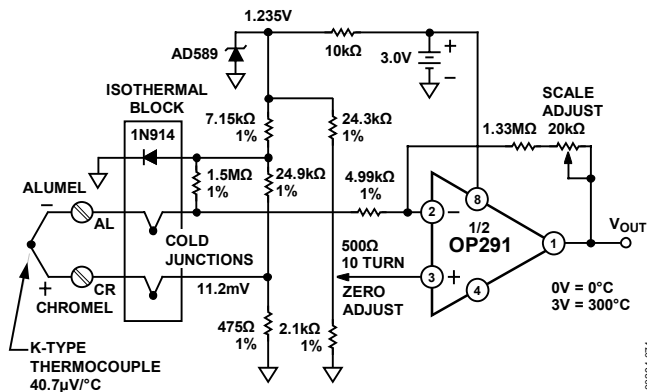 1.235V
AD589
10kΩ
3.0V
+
−
ISOTHERMAL
BLOCK
1N914
7.15kΩ
1%
24.3kΩ
1%
SCALE
ADJUST
20kΩ
1.33MΩ
1.5MΩ
1%
24.9kΩ
1%
4.99kΩ
1%
ALUMEL
−
AL
COLD
JUNCTIONS
2
−
8
1/2
OP291
1
VOUT
500Ω
10 TURN
3
+
4
ZERO
ADJUST
0V = 0°C
3V = 300°C
+
CR
CHROMEL
11.2mV
475Ω
1%
2.1kΩ
1%
K-TYPE
THERMOCOUPLE
40.7µV/°C